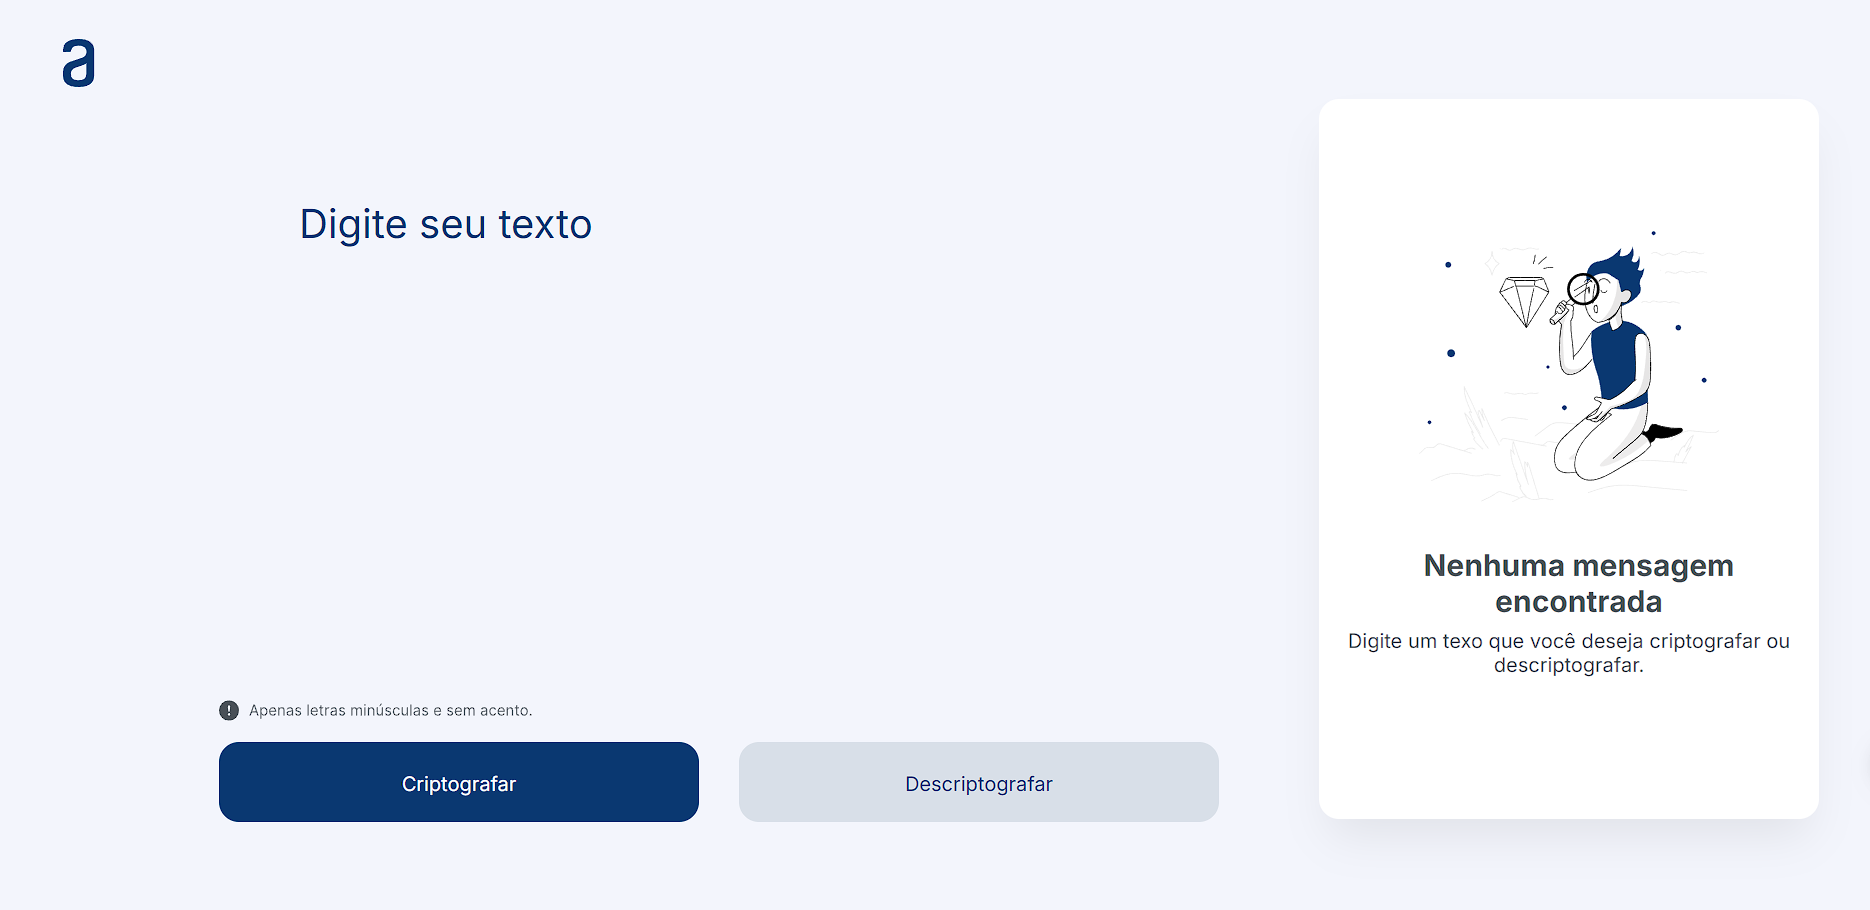 a
Digite seu texto
Apenas letras minúsculas e sem acento.
Criptografar
Descriptografar
Nenhuma mensagem
encontrada
Digite um texo que você deseja criptografar ou
descriptografar.